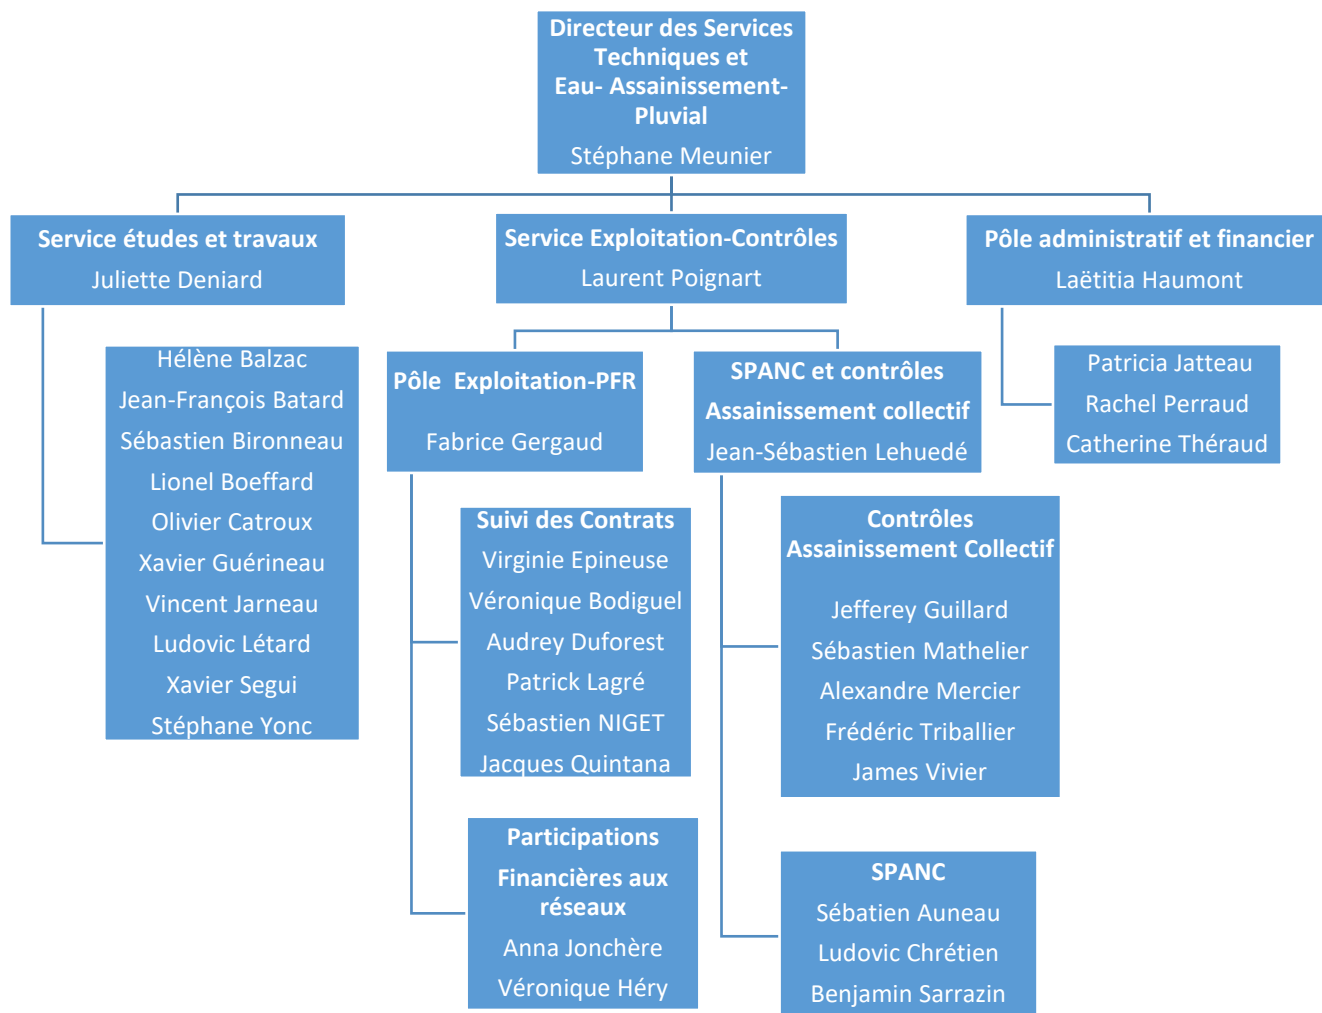 Directeur des Services
Techniques et
Eau- Assainissement-
Pluvial
Stéphane Meunier
Service études et travaux
Juliette Deniard
Service Exploitation-Contrôles
Laurent Poignart
Pôle administratif et financier
Laëtitia Haumont
Hélène Balzac
Jean-François Batard
Sébastien Bironneau
Lionel Boeffard
Olivier Catroux
Xavier Guérineau
Vincent Jarneau
Ludovic Létard
Xavier Segui
Stéphane Yonc
Pôle Exploitation-PFR
Fabrice Gergaud
SPANC et contrôles
Assainissement collectif
Jean-Sébastien Lehuedé
Patricia Jatteau
Rachel Perraud
Catherine Théraud
Suivi des Contrats
Virginie Epineuse
Véronique Bodiguel
Audrey Duforest
Patrick Lagré
Sébastien NIGET
Jacques Quintana
Contrôles
Assainissement Collectif
Jefferey Guillard
Sébastien Mathelier
Alexandre Mercier
Frédéric Triballier
James Vivier
Participations
Financières aux
réseaux
Anna Jonchère
Véronique Héry
SPANC
Sébatien Auneau
Ludovic Chrétien
Benjamin Sarrazin